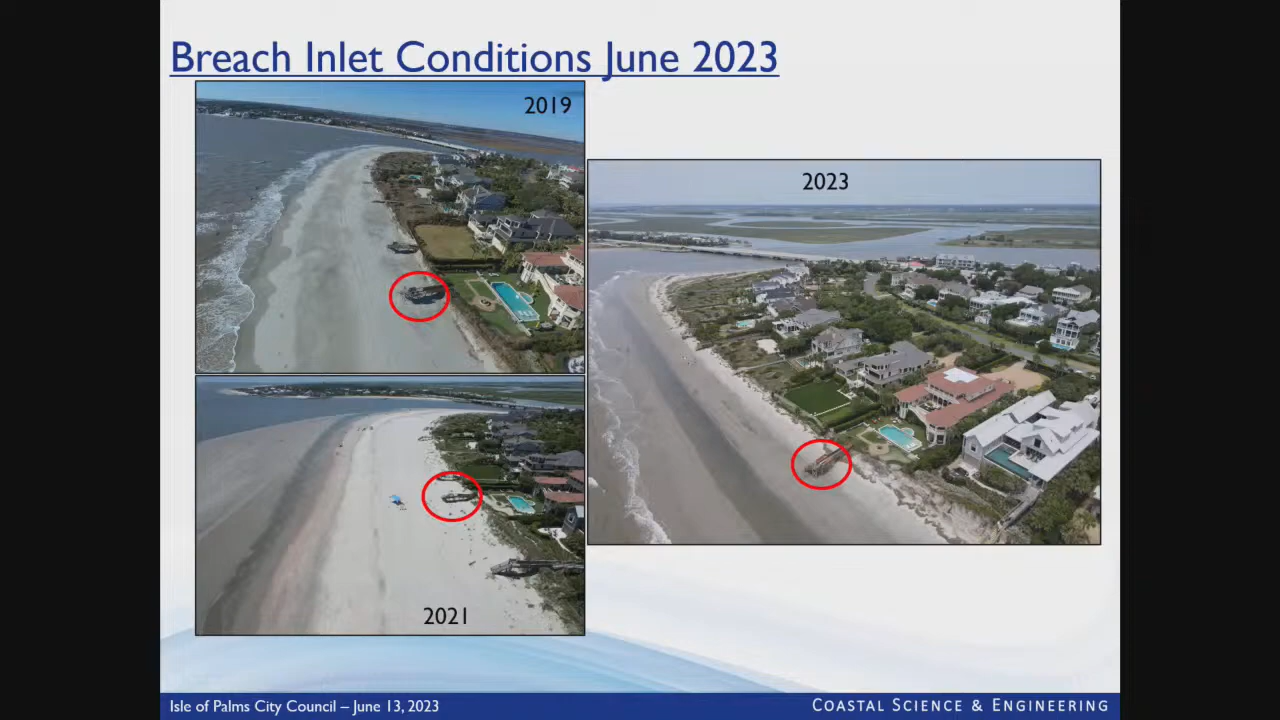 Breach Inlet Conditions June 2023
2019
2023
2021
Isle of Palms City Council – June 13, 2023
COASTAL SCIENCE & ENGINEERING